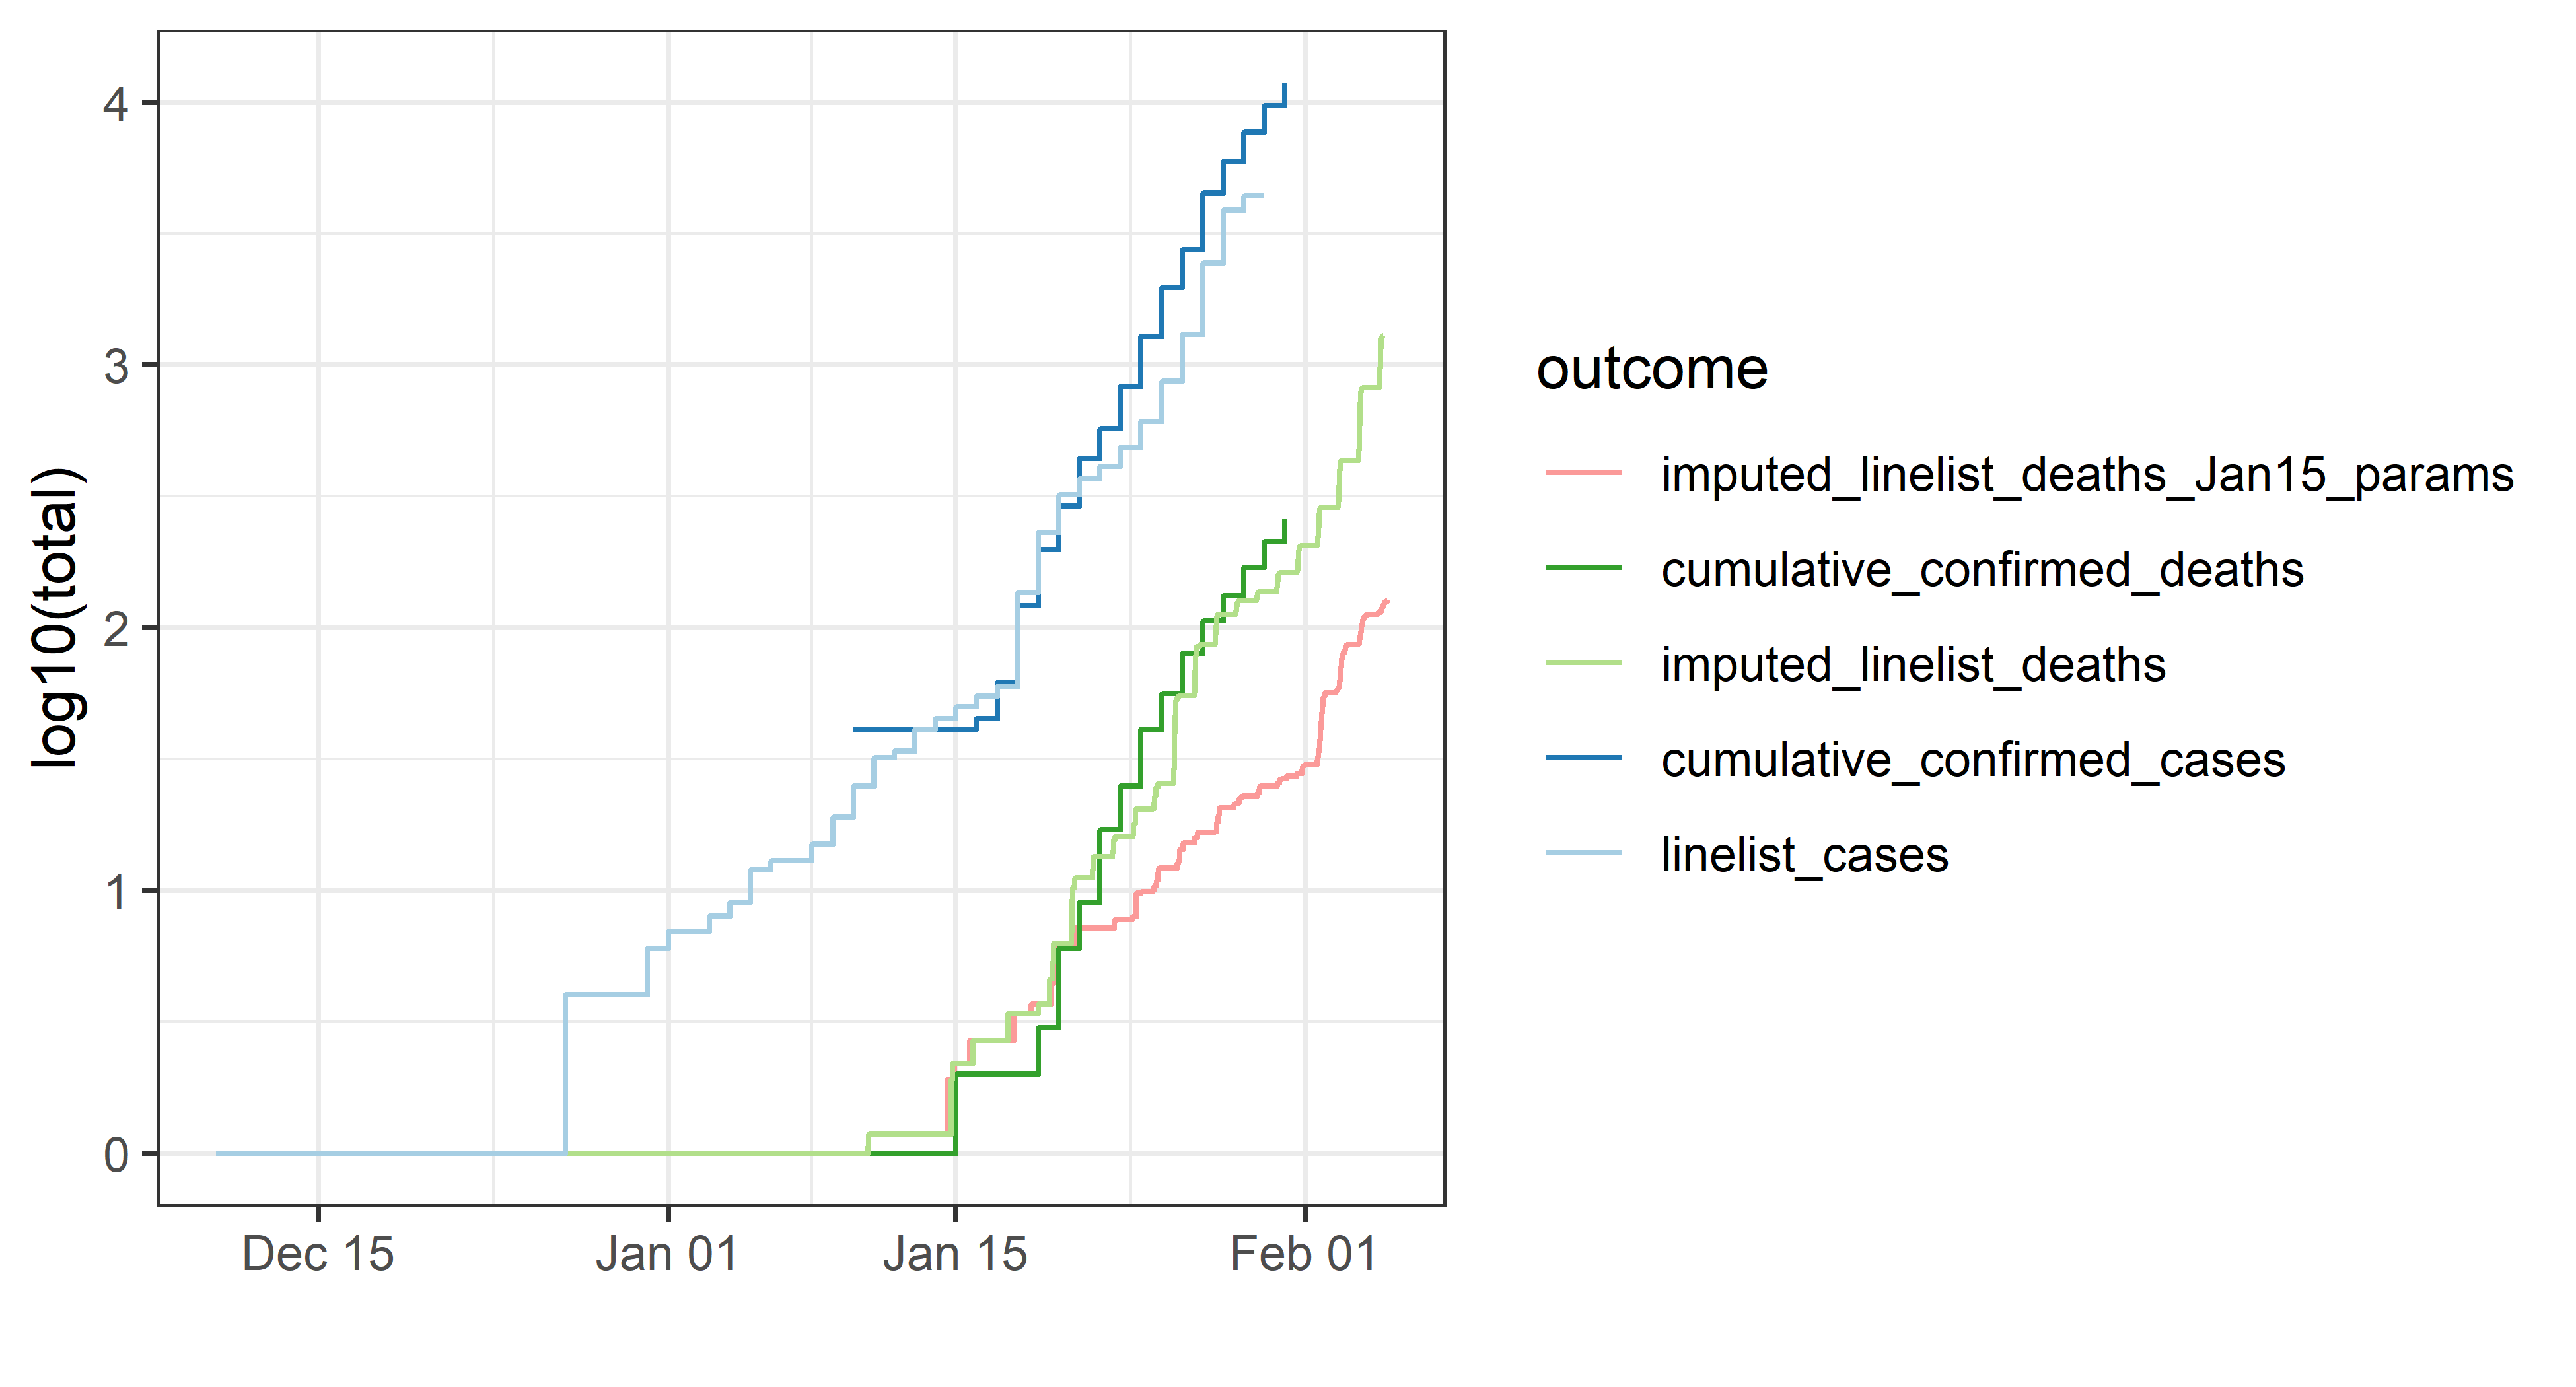 log10(total)
4
3
2
1
0
Dec 15
Jan 01
Jan 15
Feb 01
outcome
imputed_linelist_deaths_Jan15_params
cumulative_confirmed_deaths
imputed_linelist_deaths
cumulative_confirmed_cases
linelist_cases